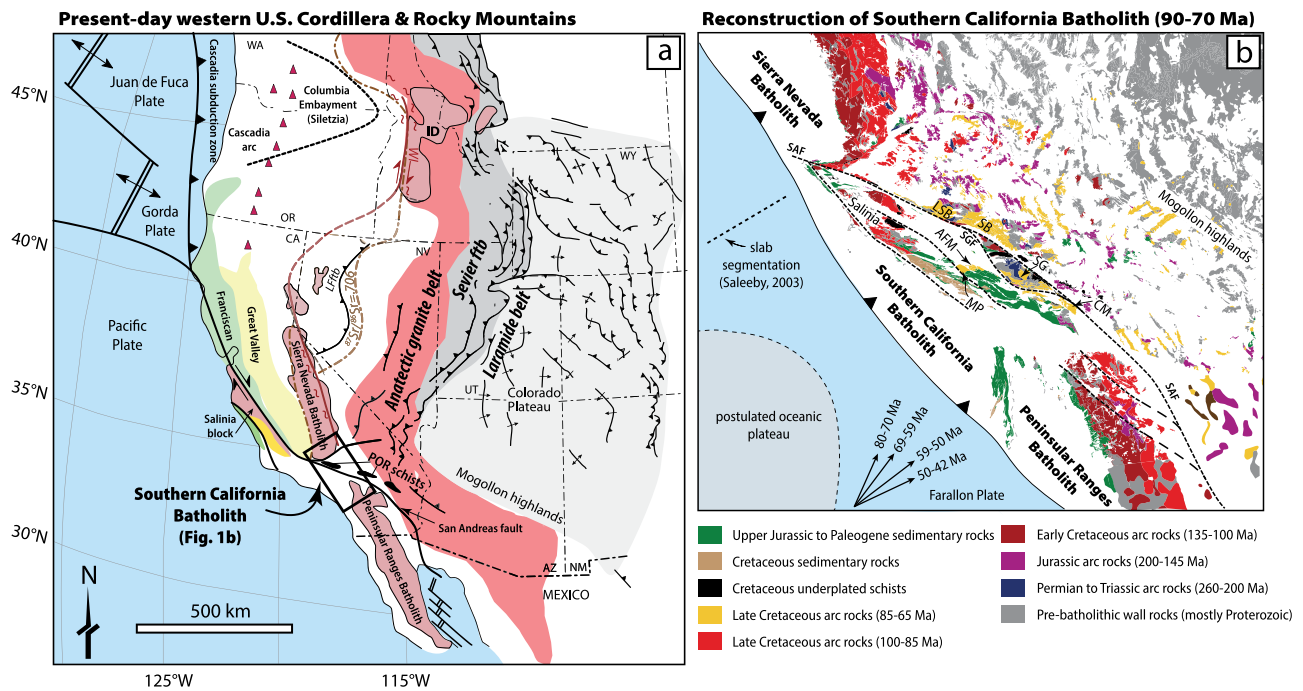 Present-day western U.S. Cordillera & Rocky Mountains
a
45°N
40°N
35°N
30°N
125°W
115°W
Juan de Fuca
Plate
Gorda
Plate
Pacific
Plate
Cascadia subduction zone
WA
Columbia
Embayment
(Siletzia)
Cascadia
arc
OR
CA
NV
ID
WY
UT
AZ
NM
MEXICO
LFftb
Franciscan
Great Valley
Sierra Nevada Batholith
Anatectic granite belt
Sevier ftb
Laramide belt
Colorado
Plateau
Salinia
block
POR schists
Mogollon highlands
San Andreas fault
Southern California
Batholith
(Fig. 1b)
Peninsular Ranges Batholith
N
500 km
Reconstruction of Southern California Batholith (90-70 Ma)
b
Sierra Nevada
Batholith
SAF
Salinia
LSB
SB
SGF
AFM
SG
CM
MP
Mogollon highlands
slab
segmentation
(Saleeby, 2003)
Southern California
Batholith
SAF
postulated oceanic
plateau
80-70 Ma
69-59 Ma
59-50 Ma
50-42 Ma
Farallon Plate
Peninsular Ranges
Batholith
Upper Jurassic to Paleogene sedimentary rocks
Cretaceous sedimentary rocks
Cretaceous underplated schists
Late Cretaceous arc rocks (85-65 Ma)
Late Cretaceous arc rocks (100-85 Ma)
Early Cretaceous arc rocks (135-100 Ma)
Jurassic arc rocks (200-145 Ma)
Permian to Triassic arc rocks (260-200 Ma)
Pre-batholithic wall rocks (mostly Proterozoic)